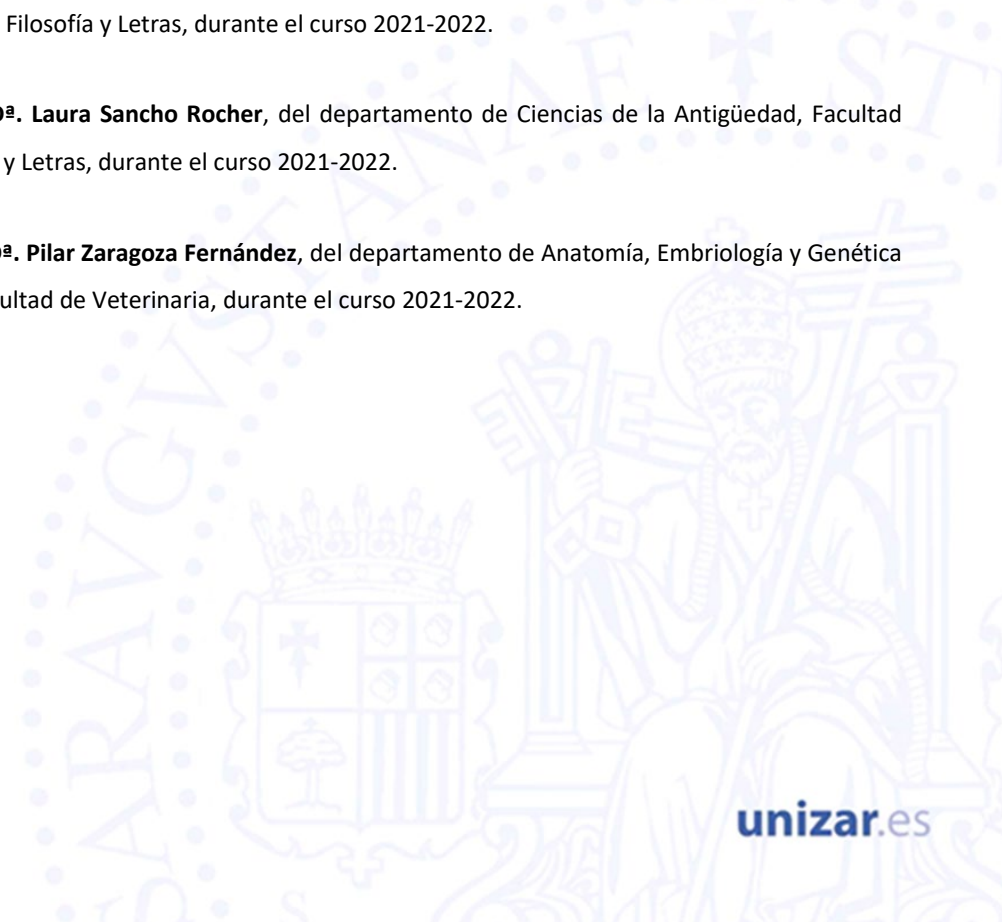 Filosofía y Letras, durante el curso 2021-2022.
ª. Laura Sancho Rocher, del departamento de Ciencias de la Antigüedad, Facultad
y Letras, durante el curso 2021-2022.
ª. Pilar Zaragoza Fernández, del departamento de Anatomía, Embriología y Genética
ultad de Veterinaria, durante el curso 2021-2022.
unizar.es